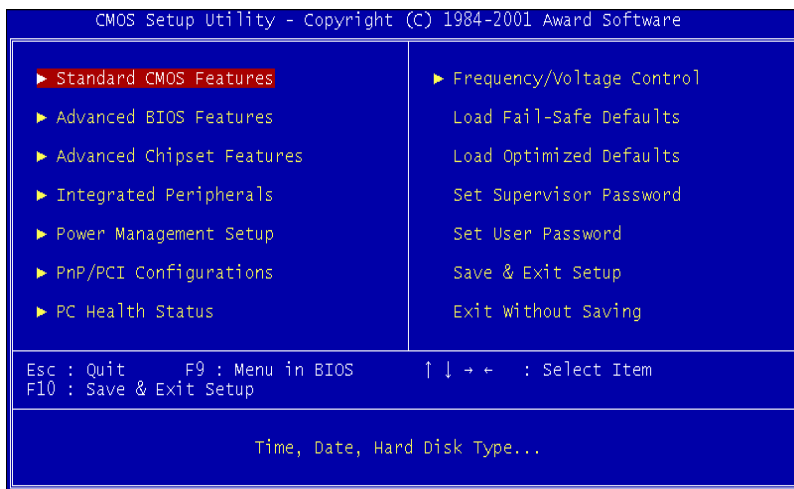 CMOS Setup Utility - Copyright (C) 1984-2001 Award Software
► Standard CMOS Features
► Advanced BIOS Features
► Advanced Chipset Features
► Integrated Peripherals
► Power Management Setup
► PnP/PCI Configurations
► PC Health Status
► Frequency/Voltage Control
Load Fail-Safe Defaults
Load Optimized Defaults
Set Supervisor Password
Set User Password
Save & Exit Setup
Exit Without Saving
Esc : Quit F9 : Menu in BIOS ↑ ↓ → ← : Select Item
F10 : Save & Exit Setup
Time, Date, Hard Disk Type...